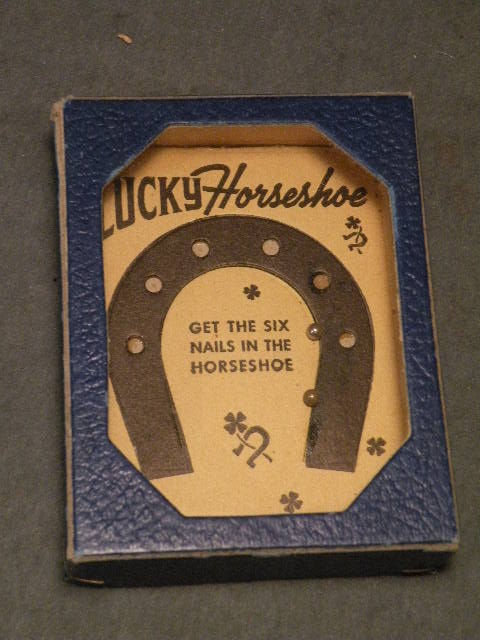 LUCKY Horseshoe
GET THE SIX
NAILS IN THE
HORSESHOE